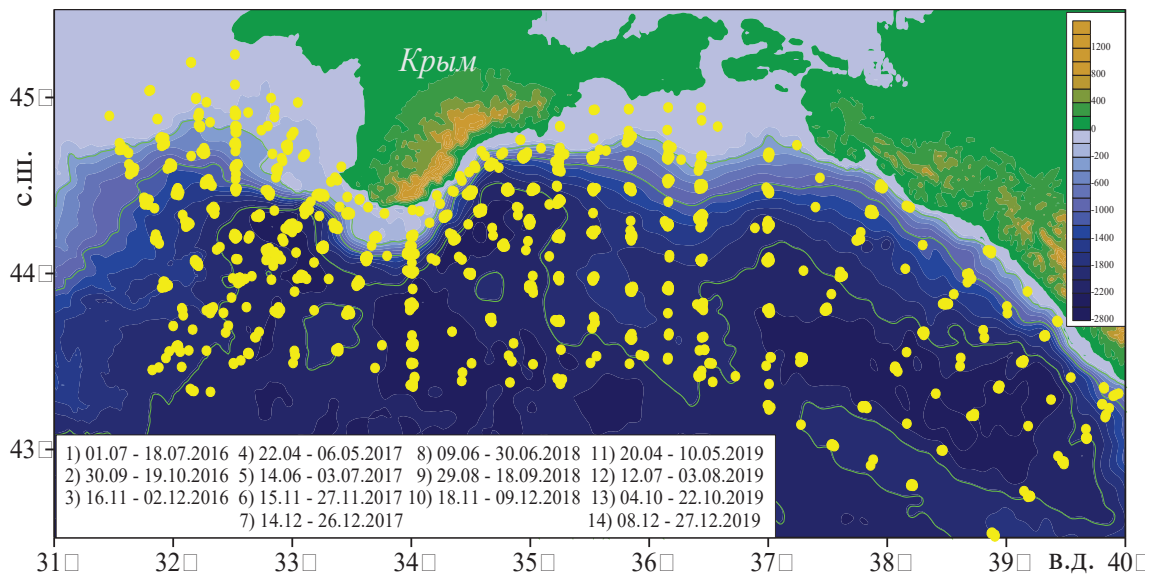 Крым
1200
800
400
0
-200
-600
-1000
-1400
-1800
-2200
-2800
45□
44□
43□
с.ш.
1) 01.07 - 18.07.2016 4) 22.04 - 06.05.2017 8) 09.06 - 30.06.2018 11) 20.04 - 10.05.2019
2) 30.09 - 19.10.2016 5) 14.06 - 03.07.2017 9) 29.08 - 18.09.2018 12) 12.07 - 03.08.2019
3) 16.11 - 02.12.2016 6) 15.11 - 27.11.2017 10) 18.11 - 09.12.2018 13) 04.10 - 22.10.2019
7) 14.12 - 26.12.2017 14) 08.12 - 27.12.2019
31□ 32□ 33□ 34□ 35□ 36□ 37□ 38□ 39□ в.д. 40□